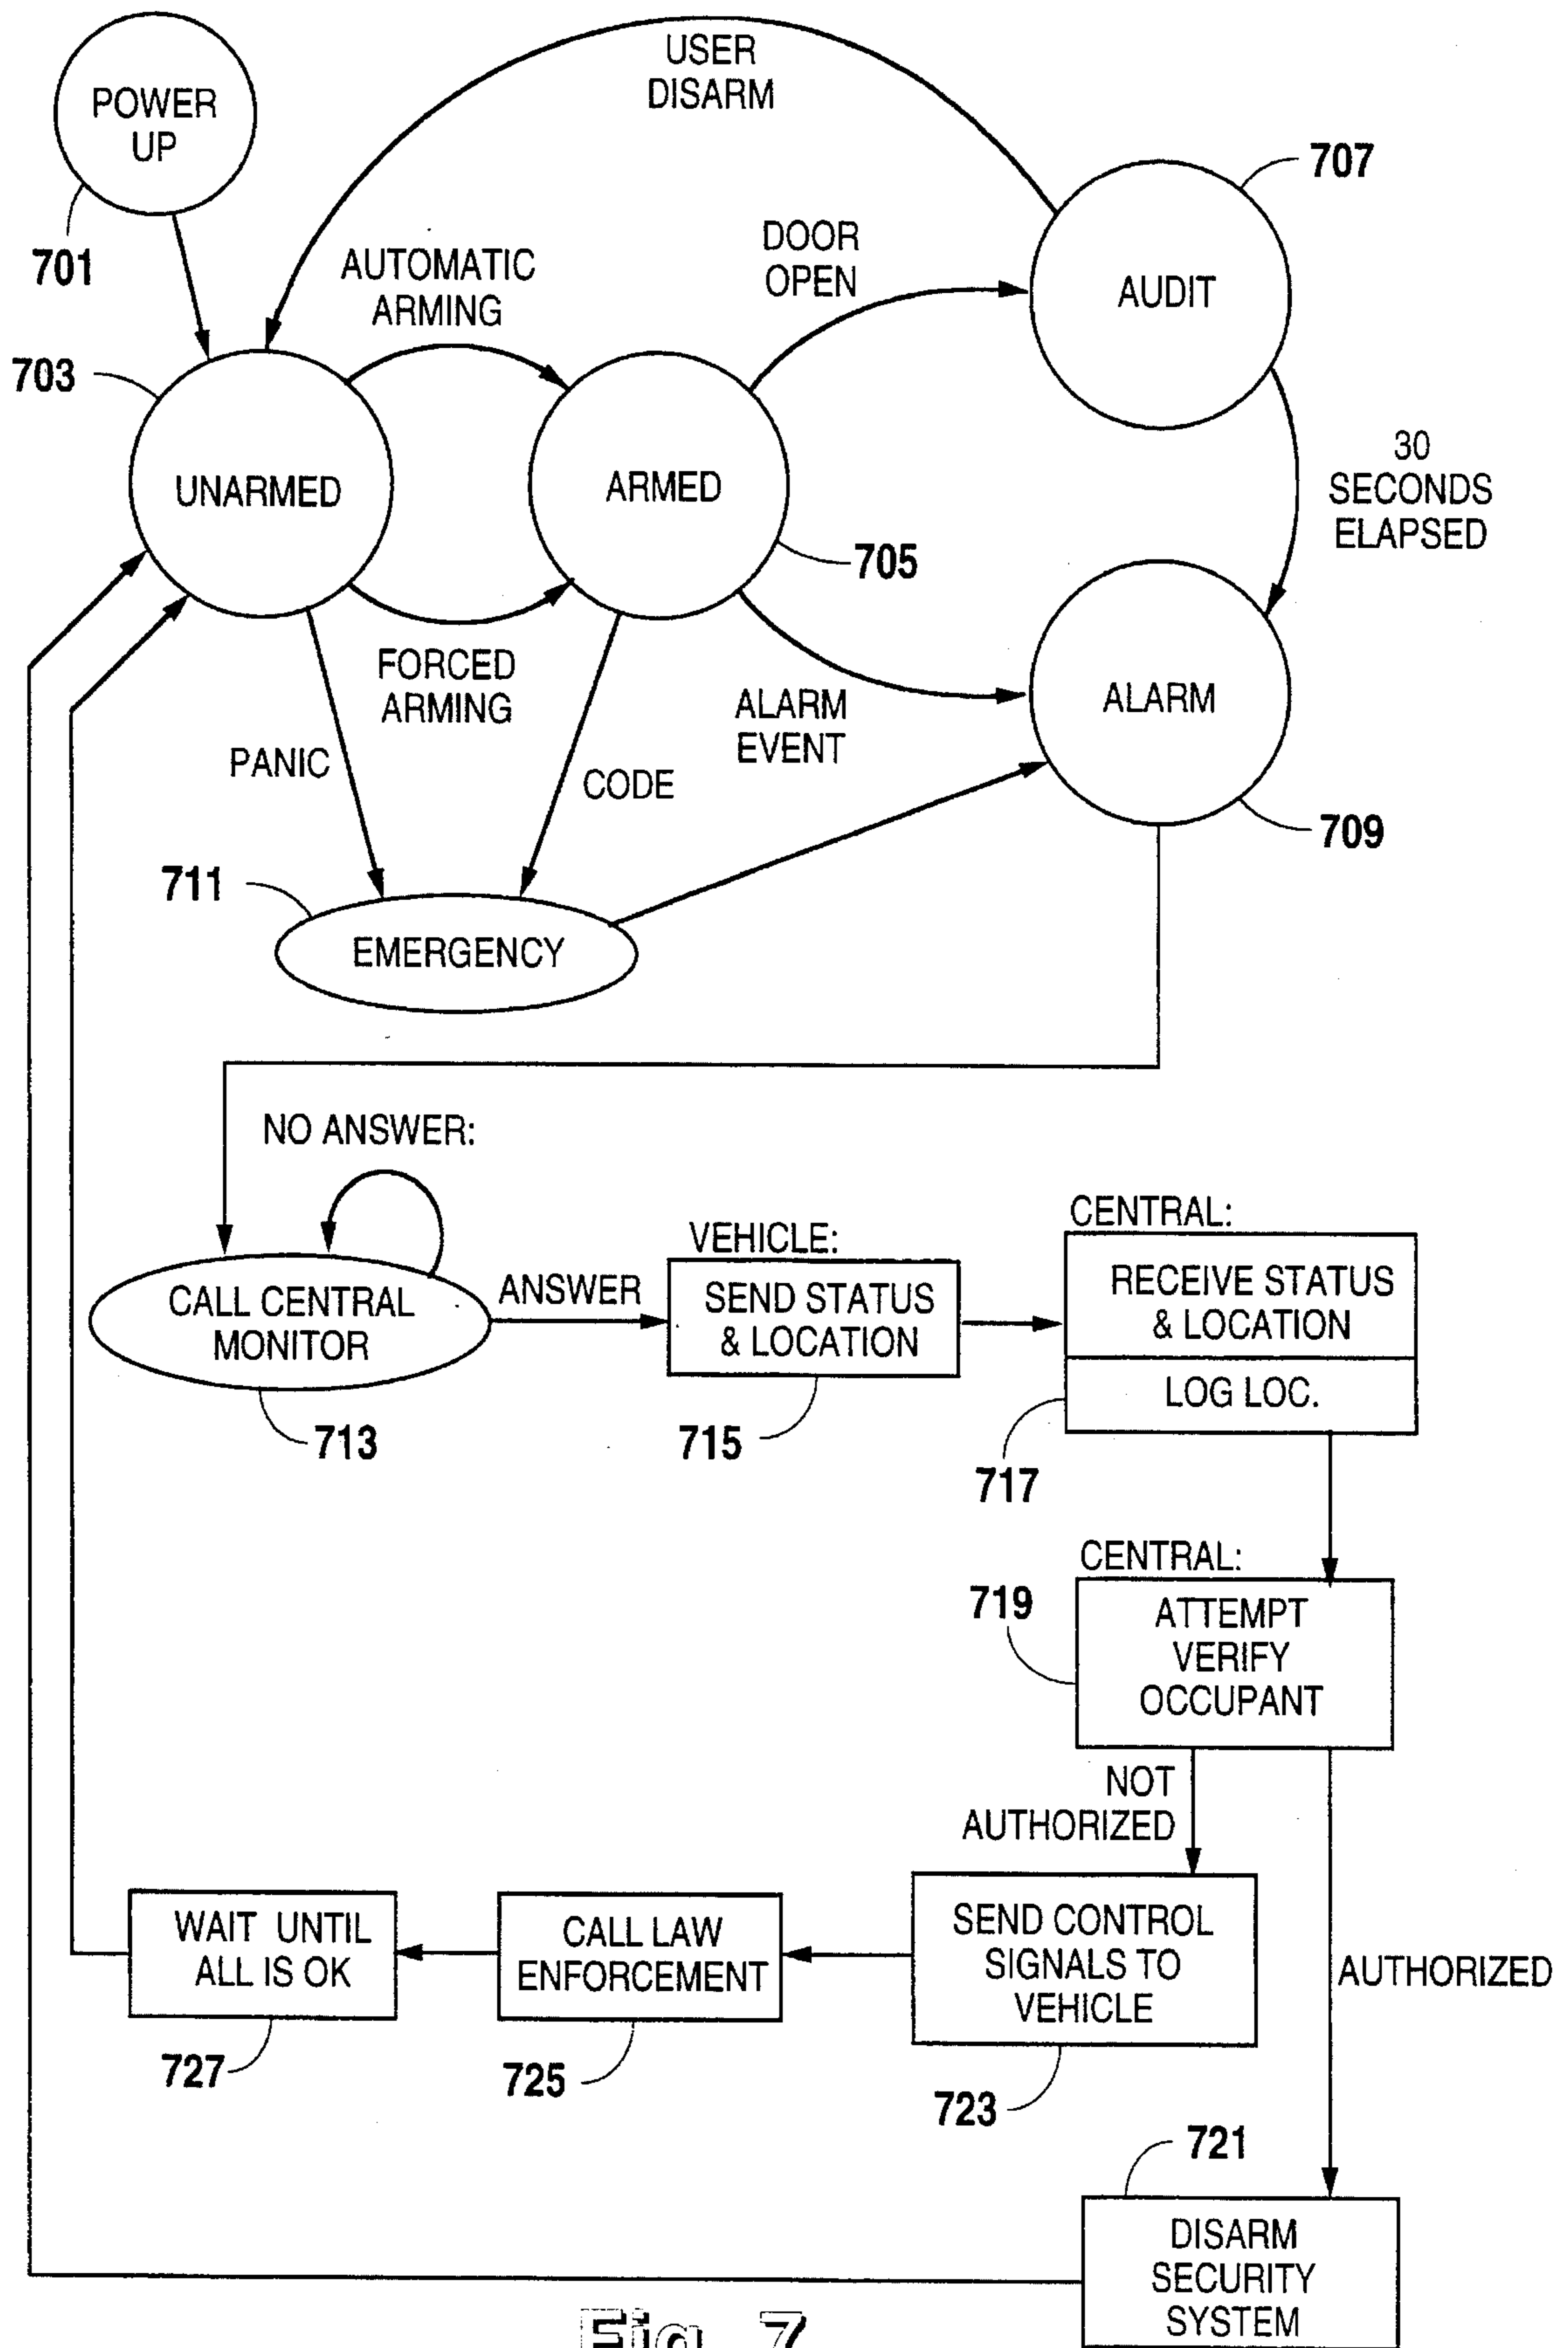 POWER
UP
701
USER
DISARM
707
AUTOMATIC
ARMING
DOOR
OPEN
AUDIT
703
UNARMED
ARMED
705
30
SECONDS
ELAPSED
FORCED
ARMING
PANIC
CODE
ALARM
EVENT
ALARM
709
711
EMERGENCY
NO ANSWER:
CALL CENTRAL
MONITOR
713
ANSWER
VEHICLE:
SEND STATUS
& LOCATION
715
CENTRAL:
RECEIVE STATUS
& LOCATION
LOG LOC.
717
CENTRAL:
719
ATTEMPT
VERIFY
OCCUPANT
NOT
AUTHORIZED
AUTHORIZED
SEND CONTROL
SIGNALS TO
VEHICLE
723
CALL LAW
ENFORCEMENT
725
WAIT UNTIL
ALL IS OK
727
721
DISARM
SECURITY
SYSTEM
Fig. 7